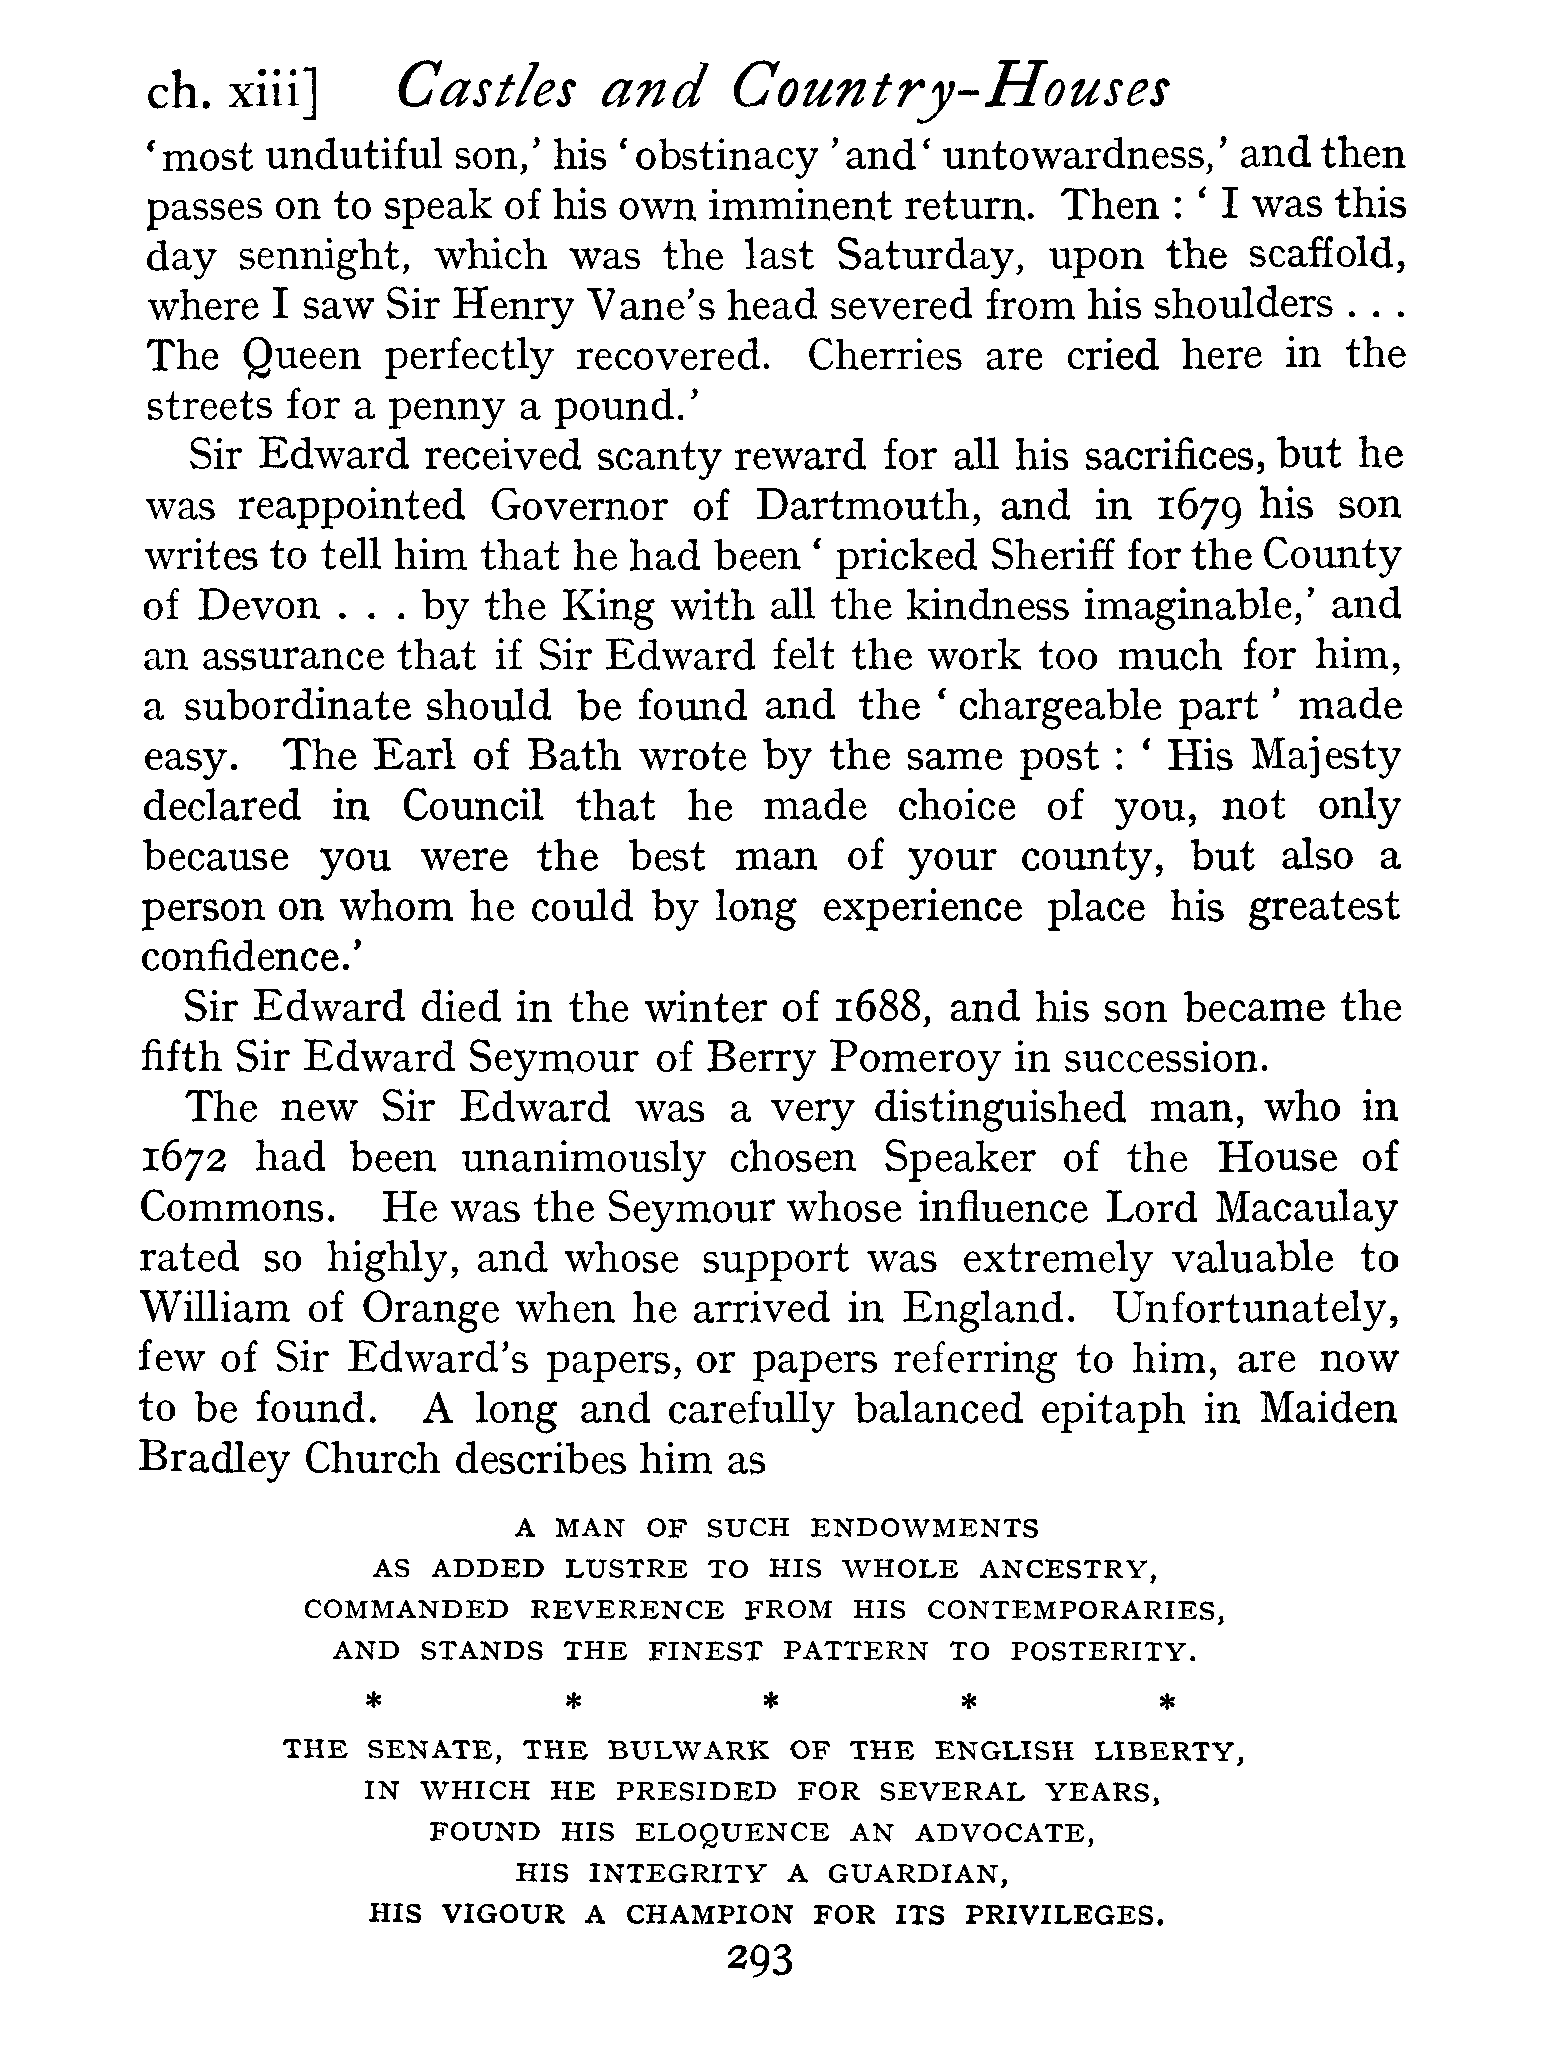 ch. xiii] Castles and Country-Houses
'most undutiful son,' his 'obstinacy 'and' untowardness,' and then
passes on to speak of his own imminent return. Then : ' I was this
day sennight, which was the last Saturday, upon the scaffold,
where I saw Sir Henry Vane's head severed from his shoulders . . .
The Queen perfectly recovered. Cherries are cried here in the
streets for a penny a pound.'
Sir Edward received scanty reward for all his sacrifices, but he
was reappointed Governor of Dartmouth, and in 1679 his son
writes to tell him that he had been ' pricked Sheriff for the County
of Devon . . . by the King with all the kindness imaginable,' and
an assurance that if Sir Edward felt the work too much for him,
a subordinate should be found and the ' chargeable part ' made
easy. The Earl of Bath wrote by the same post : ' His Majesty
declared in Council that he made choice of you, not only
because you were the best man of your county, but also a
person on whom he could by long experience place his greatest
confidence.'
Sir Edward died in the winter of 1688, and his son became the
fifth Sir Edward Seymour of Berry Pomeroy in succession.
The new Sir Edward was a very distinguished man, who in
1672 had been unanimously chosen Speaker of the House of
Commons. He was the Seymour whose influence Lord Macaulay
rated so highly, and whose support was extremely valuable to
William of Orange when he arrived in England. Unfortunately,
few of Sir Edward's papers, or papers referring to him, are now
to be found. A long and carefully balanced epitaph in Maiden
Bradley Church describes him as
A MAN OF SUCH ENDOWMENTS
AS ADDED LUSTRE TO HIS WHOLE ANCESTRY,
COMMANDED REVERENCE FROM HIS CONTEMPORARIES,
AND STANDS THE FINEST PATTERN TO POSTERITY.
* * * * *
THE SENATE, THE BULWARK OF THE ENGLISH LIBERTY,
IN WHICH HE PRESIDED FOR SEVERAL YEARS,
FOUND HIS ELOQUENCE AN ADVOCATE,
HIS INTEGRITY A GUARDIAN,
HIS VIGOUR A CHAMPION FOR ITS PRIVILEGES.
293